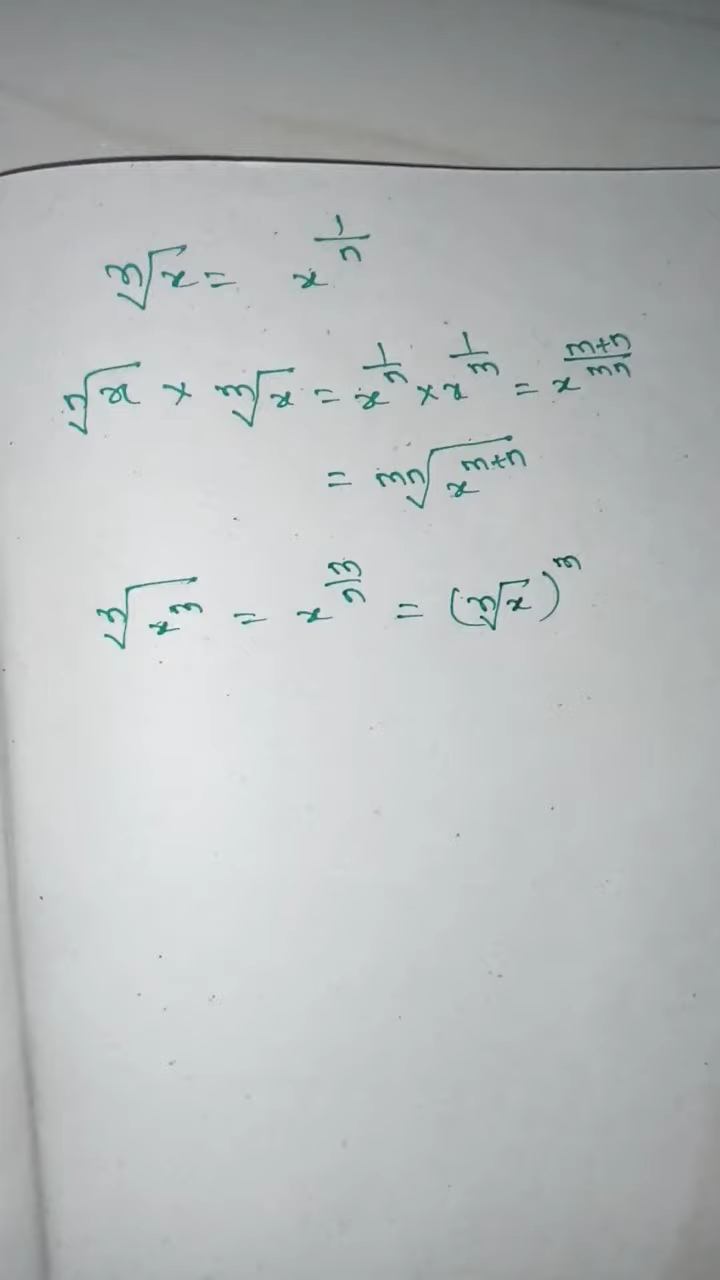 ⁿ√x = x^(1/n)
ⁿ√x × ᵐ√x = x^(1/n) × x^(1/m) = x^((m+n)/(mn))
= ᵐⁿ√(x^(m+n))
ⁿ√(x^m) = x^(m/n) = (ⁿ√x)^m